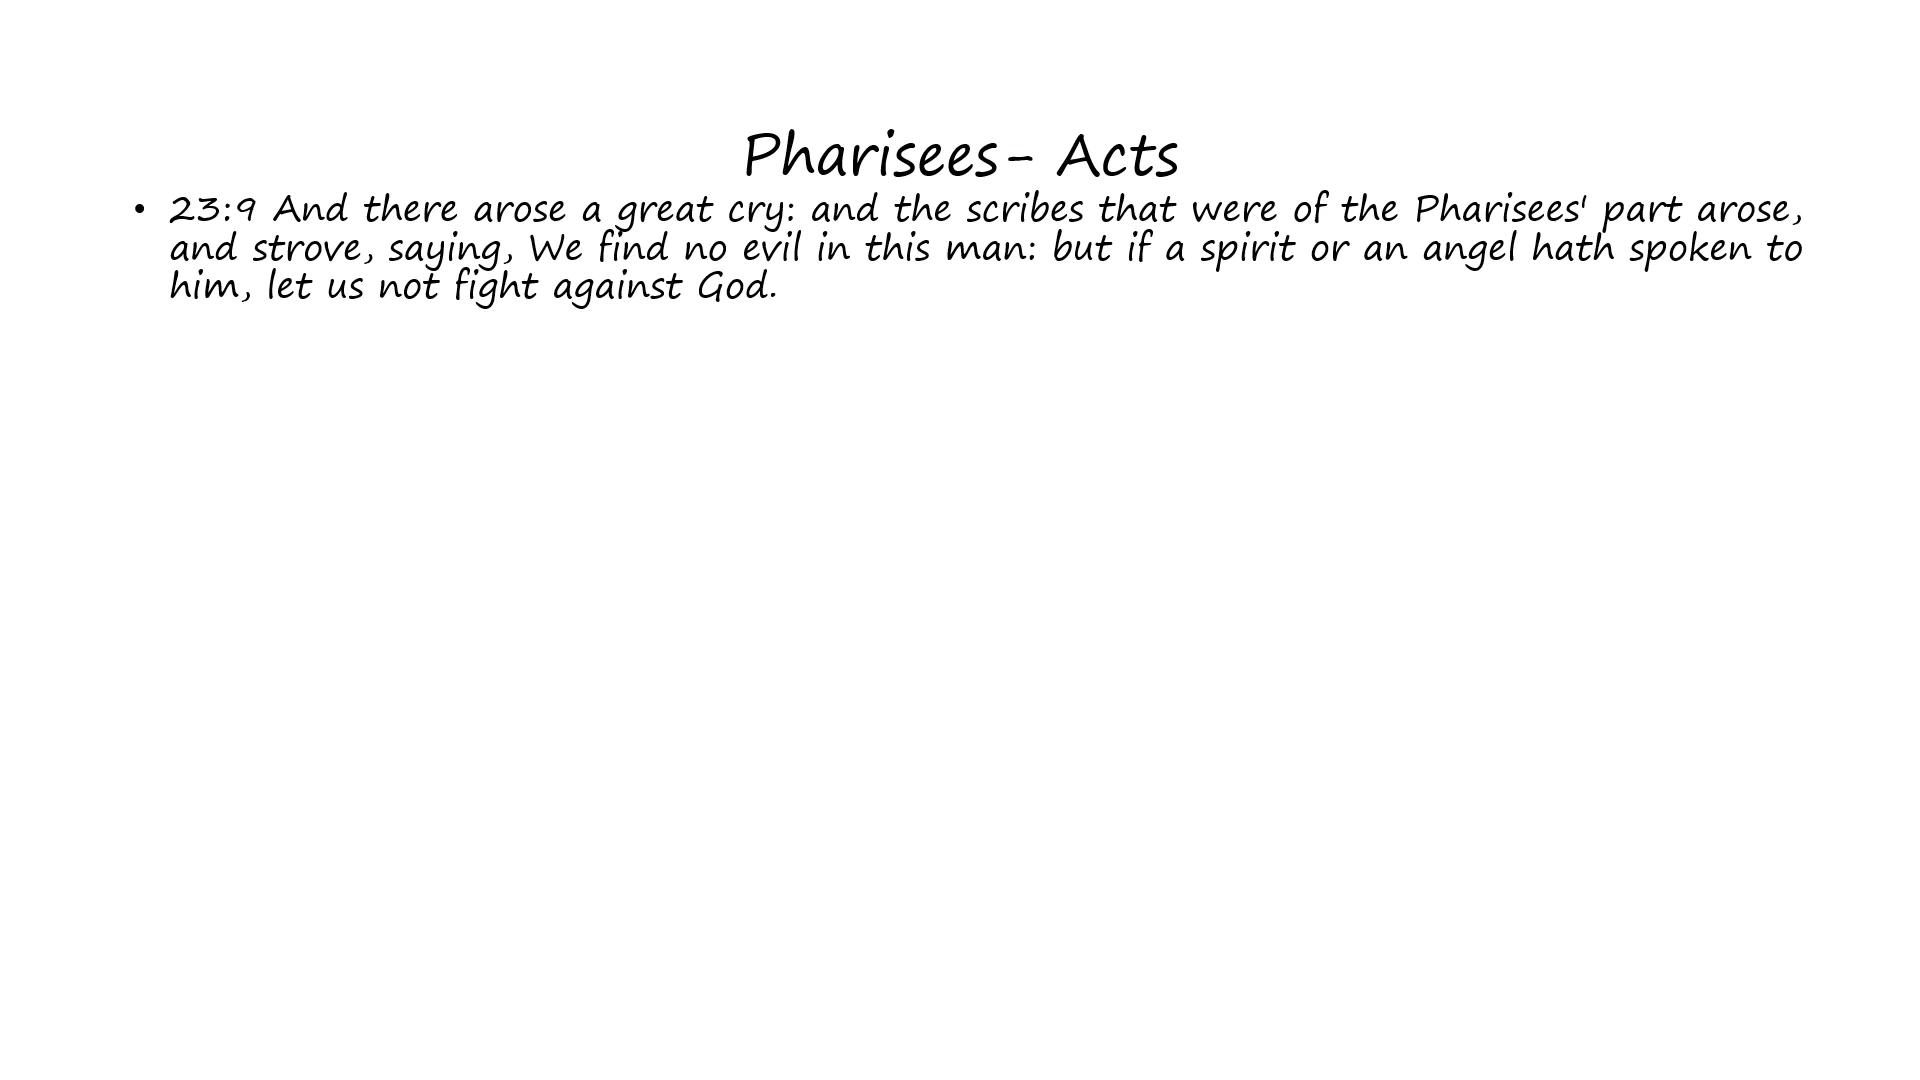 Pharisees- Acts
• 23:9 And there arose a great cry: and the scribes that were of the Pharisees' part arose,
and strove, saying, We find no evil in this man: but if a spirit or an angel hath spoken to
him, let us not fight against God.